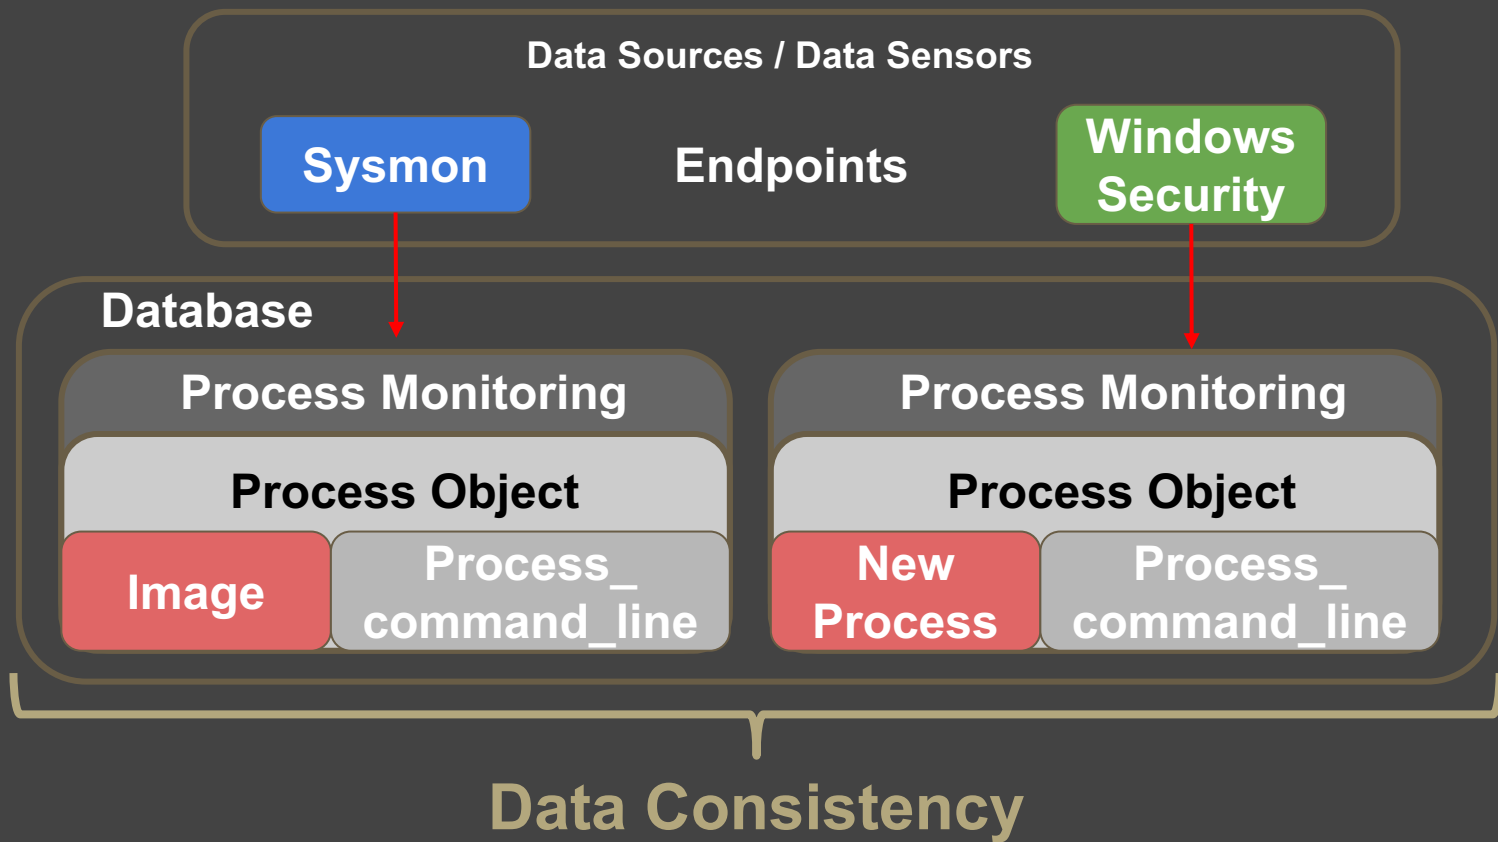 Data Sources / Data Sensors
Sysmon
Endpoints
Windows
Security
Database
Process Monitoring
Process Object
Image
Process_
command_line
Process Monitoring
Process Object
New
Process
Process_
command_line
Data Consistency